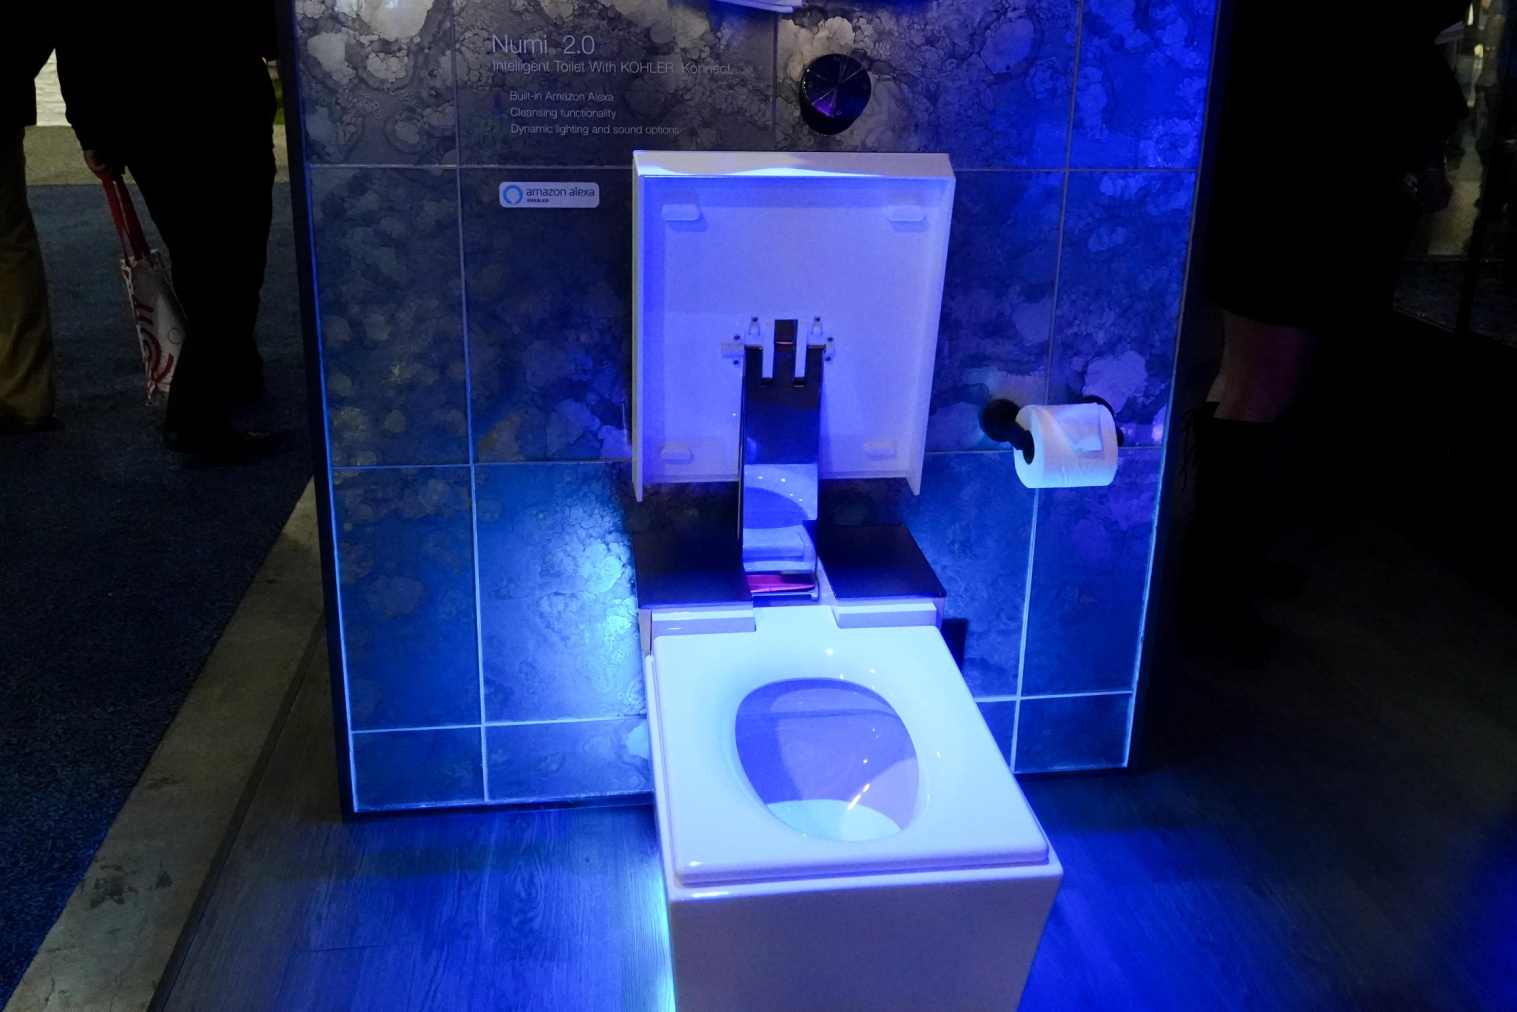 Numi 2.0
Intelligent Toilet With KOHLER Konnect
Built-in Amazon Alexa
Cleansing functionality
Dynamic lighting and sound options
amazon alexa
ENABLED